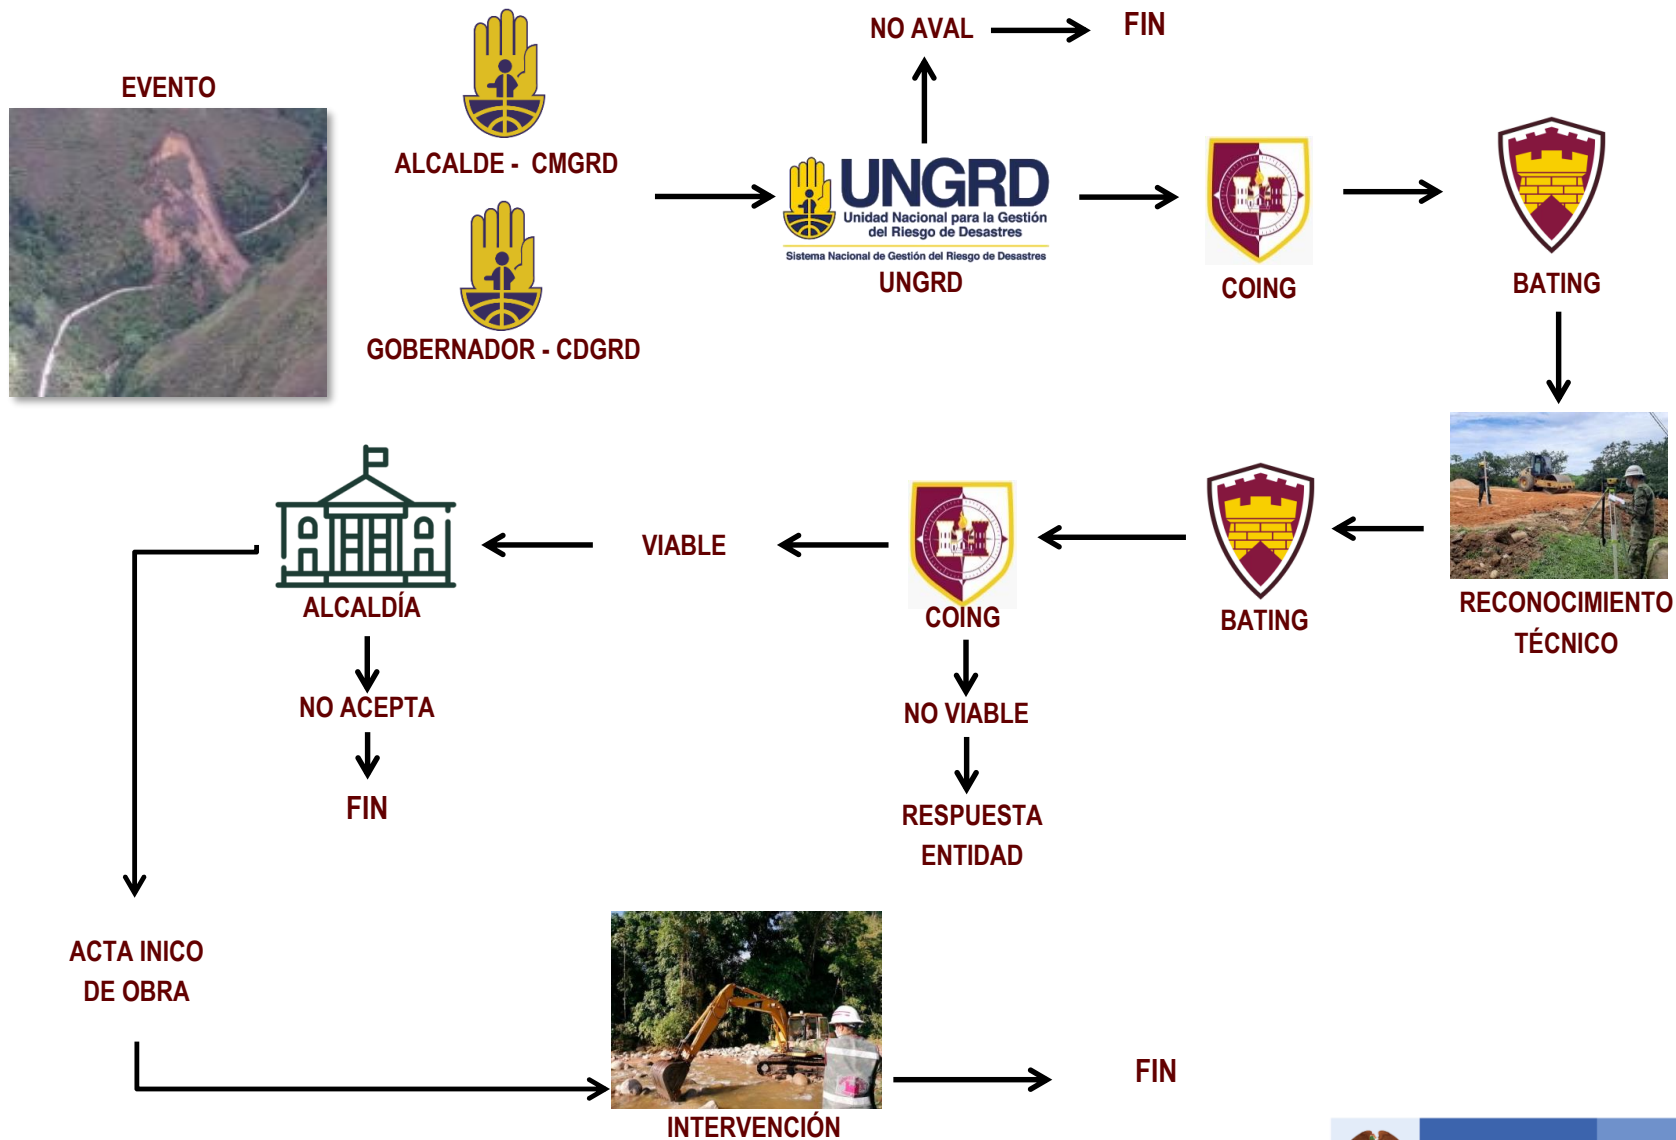 NO AVAL
FIN
EVENTO
ALCALDE - CMGRD
UNGRD
Unidad Nacional para la Gestión
del Riesgo de Desastres
Sistema Nacional de Gestión del Riesgo de Desastres
UNGRD
COING
BATING
GOBERNADOR - CDGRD
RECONOCIMIENTO
TÉCNICO
BATING
COING
VIABLE
ALCALDÍA
NO ACEPTA
FIN
NO VIABLE
RESPUESTA
ENTIDAD
ACTA INICO
DE OBRA
INTERVENCIÓN
FIN